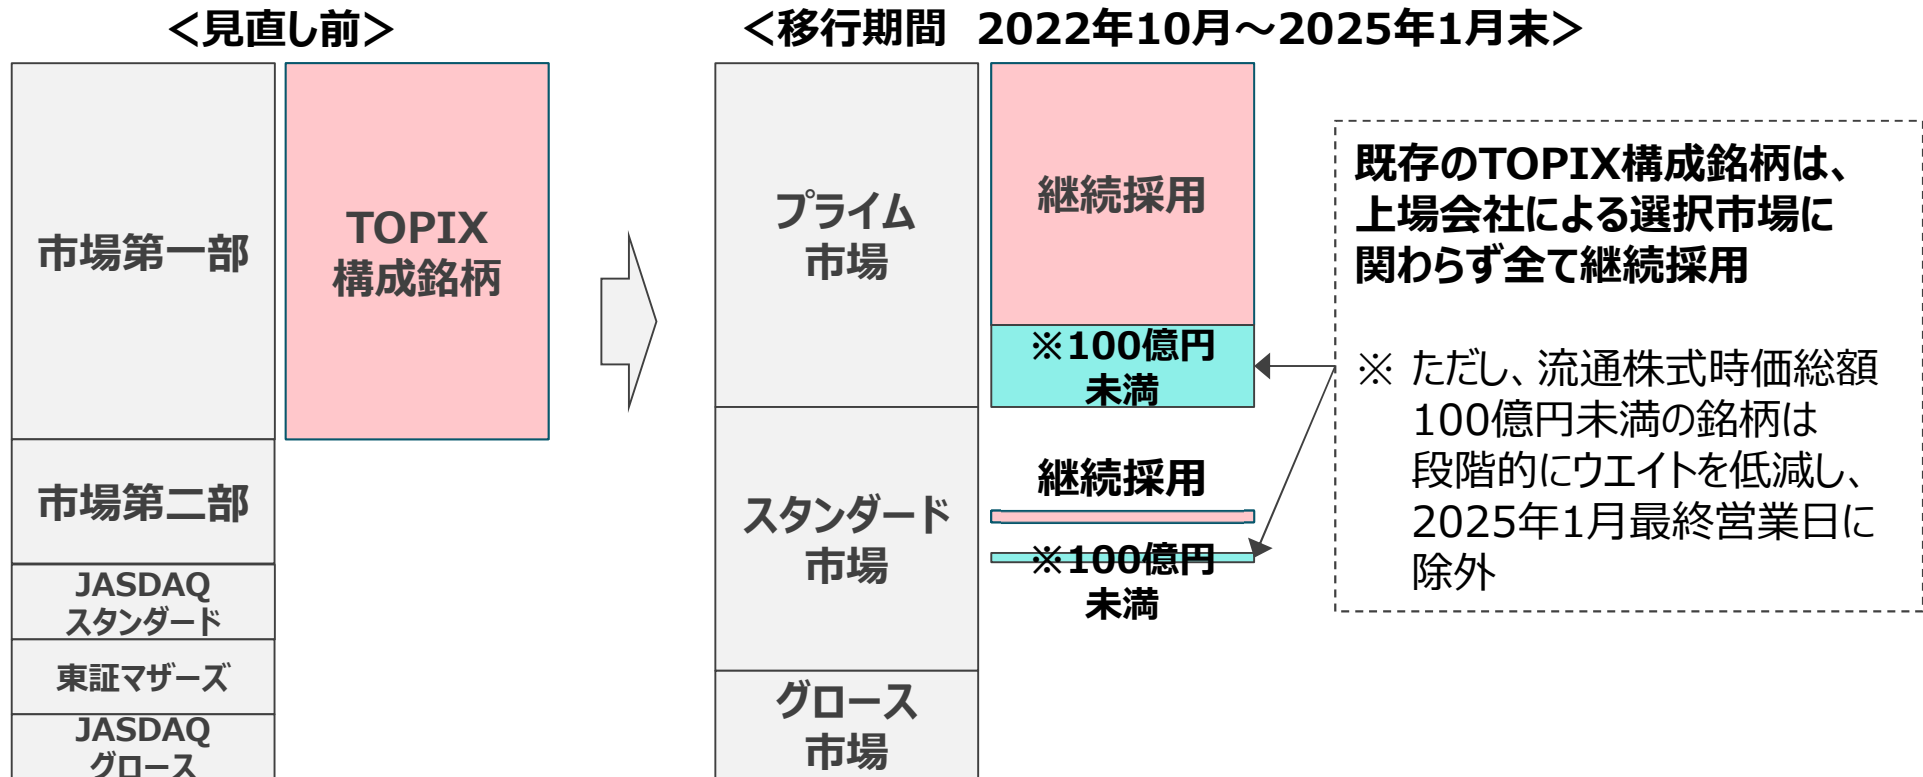 ＜見直し前＞
市場第一部
TOPIX
構成銘柄
市場第二部
JASDAQ
スタンダード
東証マザーズ
JASDAQ
グロース
＜移行期間 2022年10月～2025年1月末＞
プライム
市場
継続採用
※100億円
未満
スタンダード
市場
継続採用
※100億円
未満
グロース
市場
既存のTOPIX構成銘柄は、
上場会社による選択市場に
関わらず全て継続採用
※ ただし、流通株式時価総額
100億円未満の銘柄は
段階的にウエイトを低減し、
2025年1月最終営業日に
除外